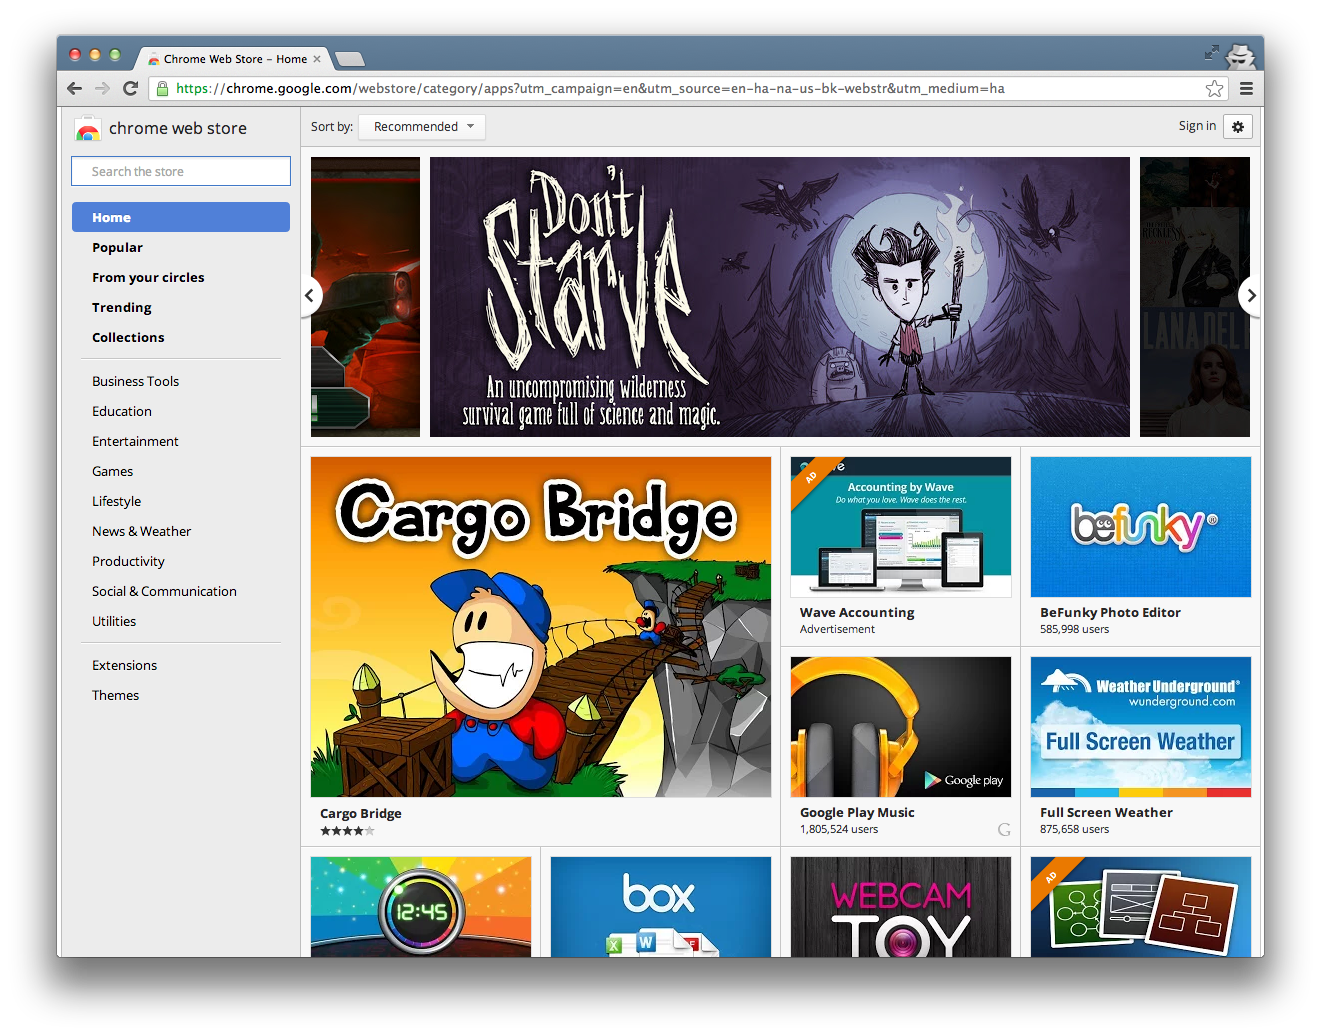 Chrome Web Store – Home
https://chrome.google.com/webstore/category/apps?utm_campaign=en&utm_source=en-ha-na-us-bk-webstr&utm_medium=ha
chrome web store
Sort by:
Recommended
Sign in
Search the store
Home
Popular
From your circles
Trending
Collections
Business Tools
Education
Entertainment
Games
Lifestyle
News & Weather
Productivity
Social & Communication
Utilities
Extensions
Themes
Don't
Starve
An uncompromising wilderness
survival game full of science and magic.
RECKLESS
Cargo Bridge
Cargo Bridge
AD
Accounting by Wave
Do what you love. Wave does the rest.
Wave Accounting
Advertisement
befunky®
BeFunky Photo Editor
585,998 users
Google play
Google Play Music
1,805,524 users
G
Weather Underground®
wunderground.com
Full Screen Weather
Full Screen Weather
875,658 users
12:45
box
X
W
WEBCAM
TOY
AD